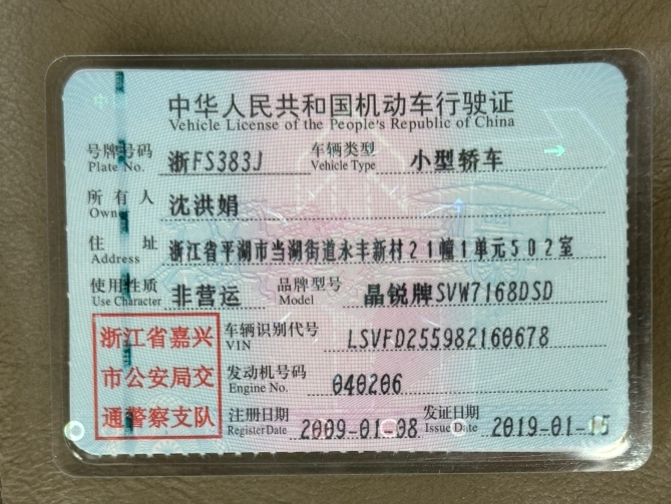 中华人民共和国机动车行驶证
Vehicle License of the People's Republic of China
号牌号码 浙FS383J 车辆类型 小型轿车
Plate No. Vehicle Type
所有人 沈洪娟
Owner
住址 浙江省平湖市当湖街道永丰新村21幢1单元502室
Address
使用性质 非营运 品牌型号 晶锐牌SVW7168DSD
Use Character Model
浙江省嘉兴
市公安局交
通警察支队
车辆识别代号 LSVFD255982160678
VIN
发动机号码 040206
Engine No.
注册日期 2009-01-08 发证日期 2019-01-15
Register Date Issue Date